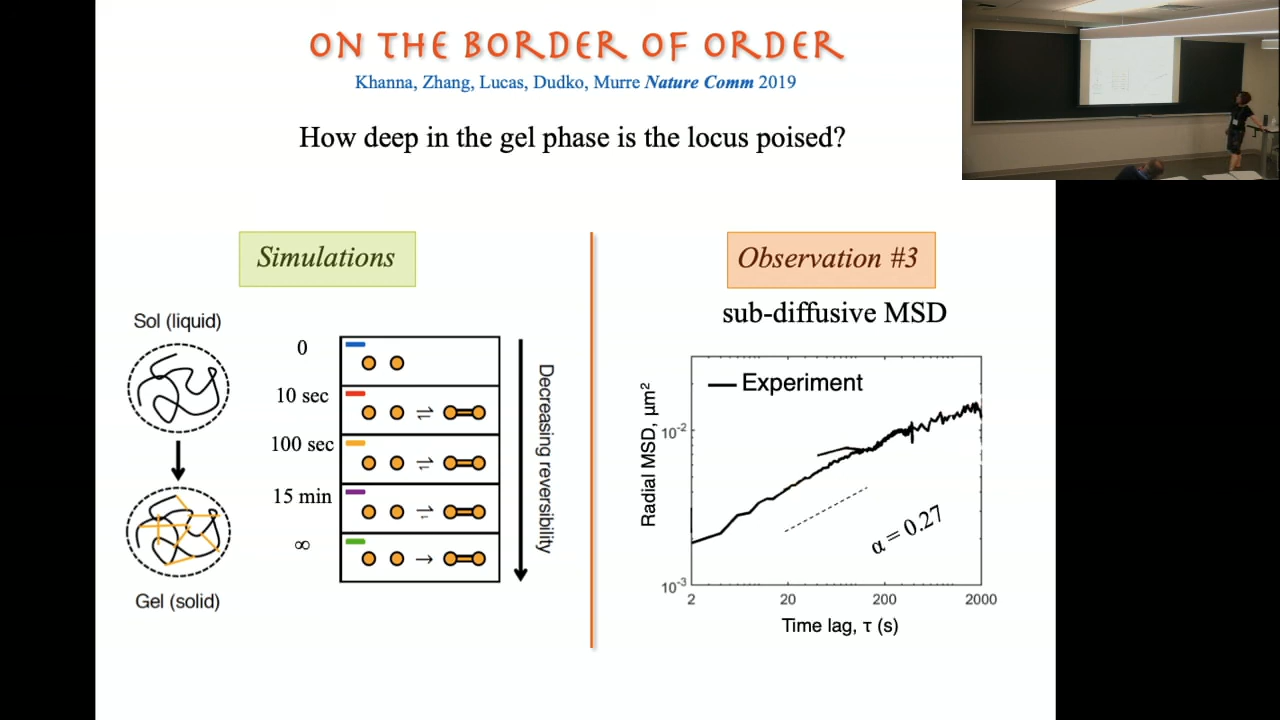 ON THE BORDER OF ORDER
Khanna, Zhang, Lucas, Dudko, Murre Nature Comm 2019
How deep in the gel phase is the locus poised?
Simulations
Sol (liquid)
Gel (solid)
0
10 sec
100 sec
15 min
∞
Decreasing reversibility
Observation #3
sub-diffusive MSD
Experiment
Radial MSD, μm²
10⁻²
10⁻³
α = 0.27
2
20
200
2000
Time lag, τ (s)